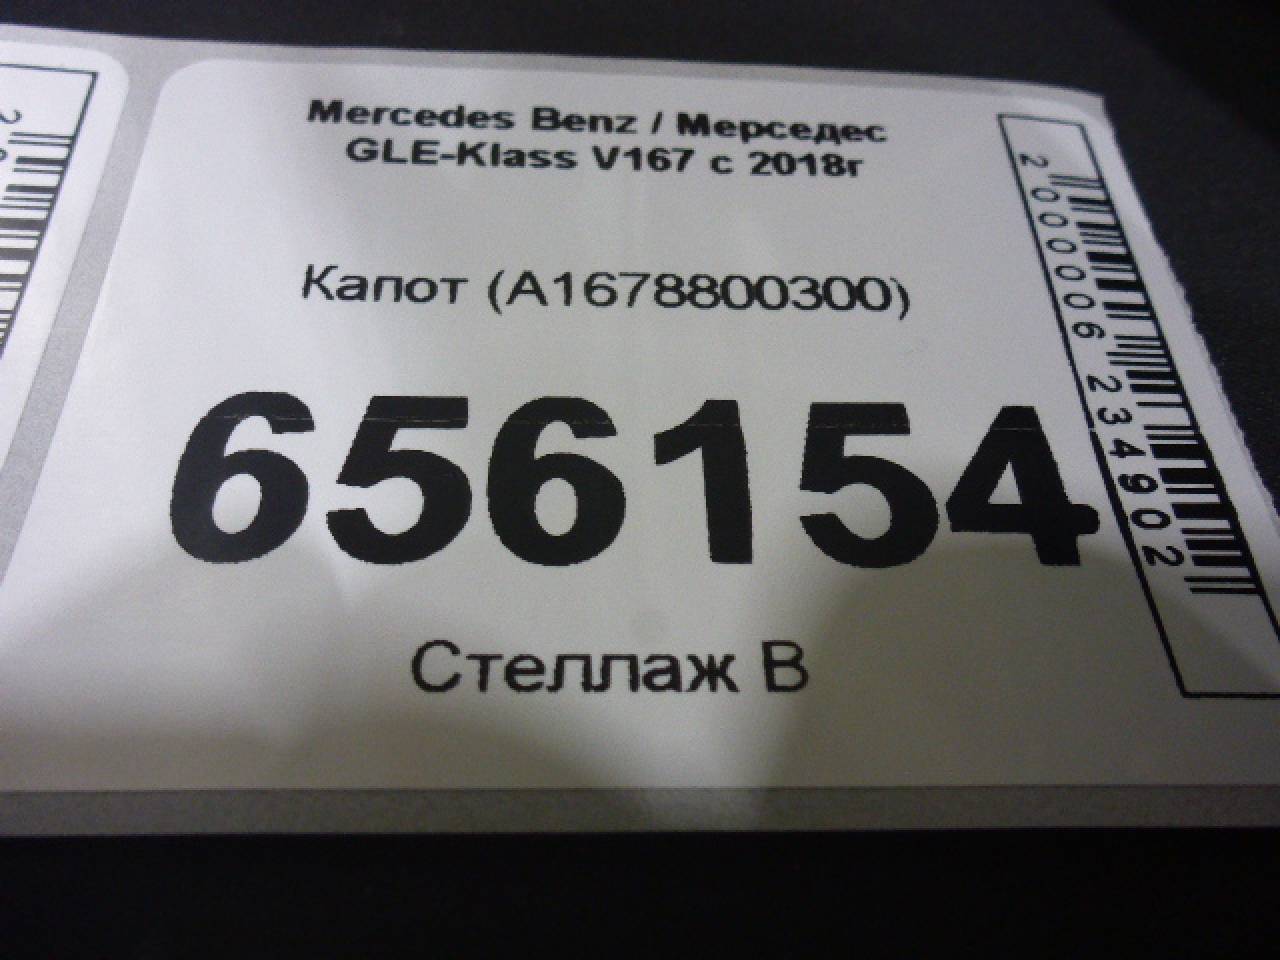 Mercedes Benz / Мерседес
GLE-Klass V167 с 2018г
Капот (A1678800300)
656154
Стеллаж В
2000006234902